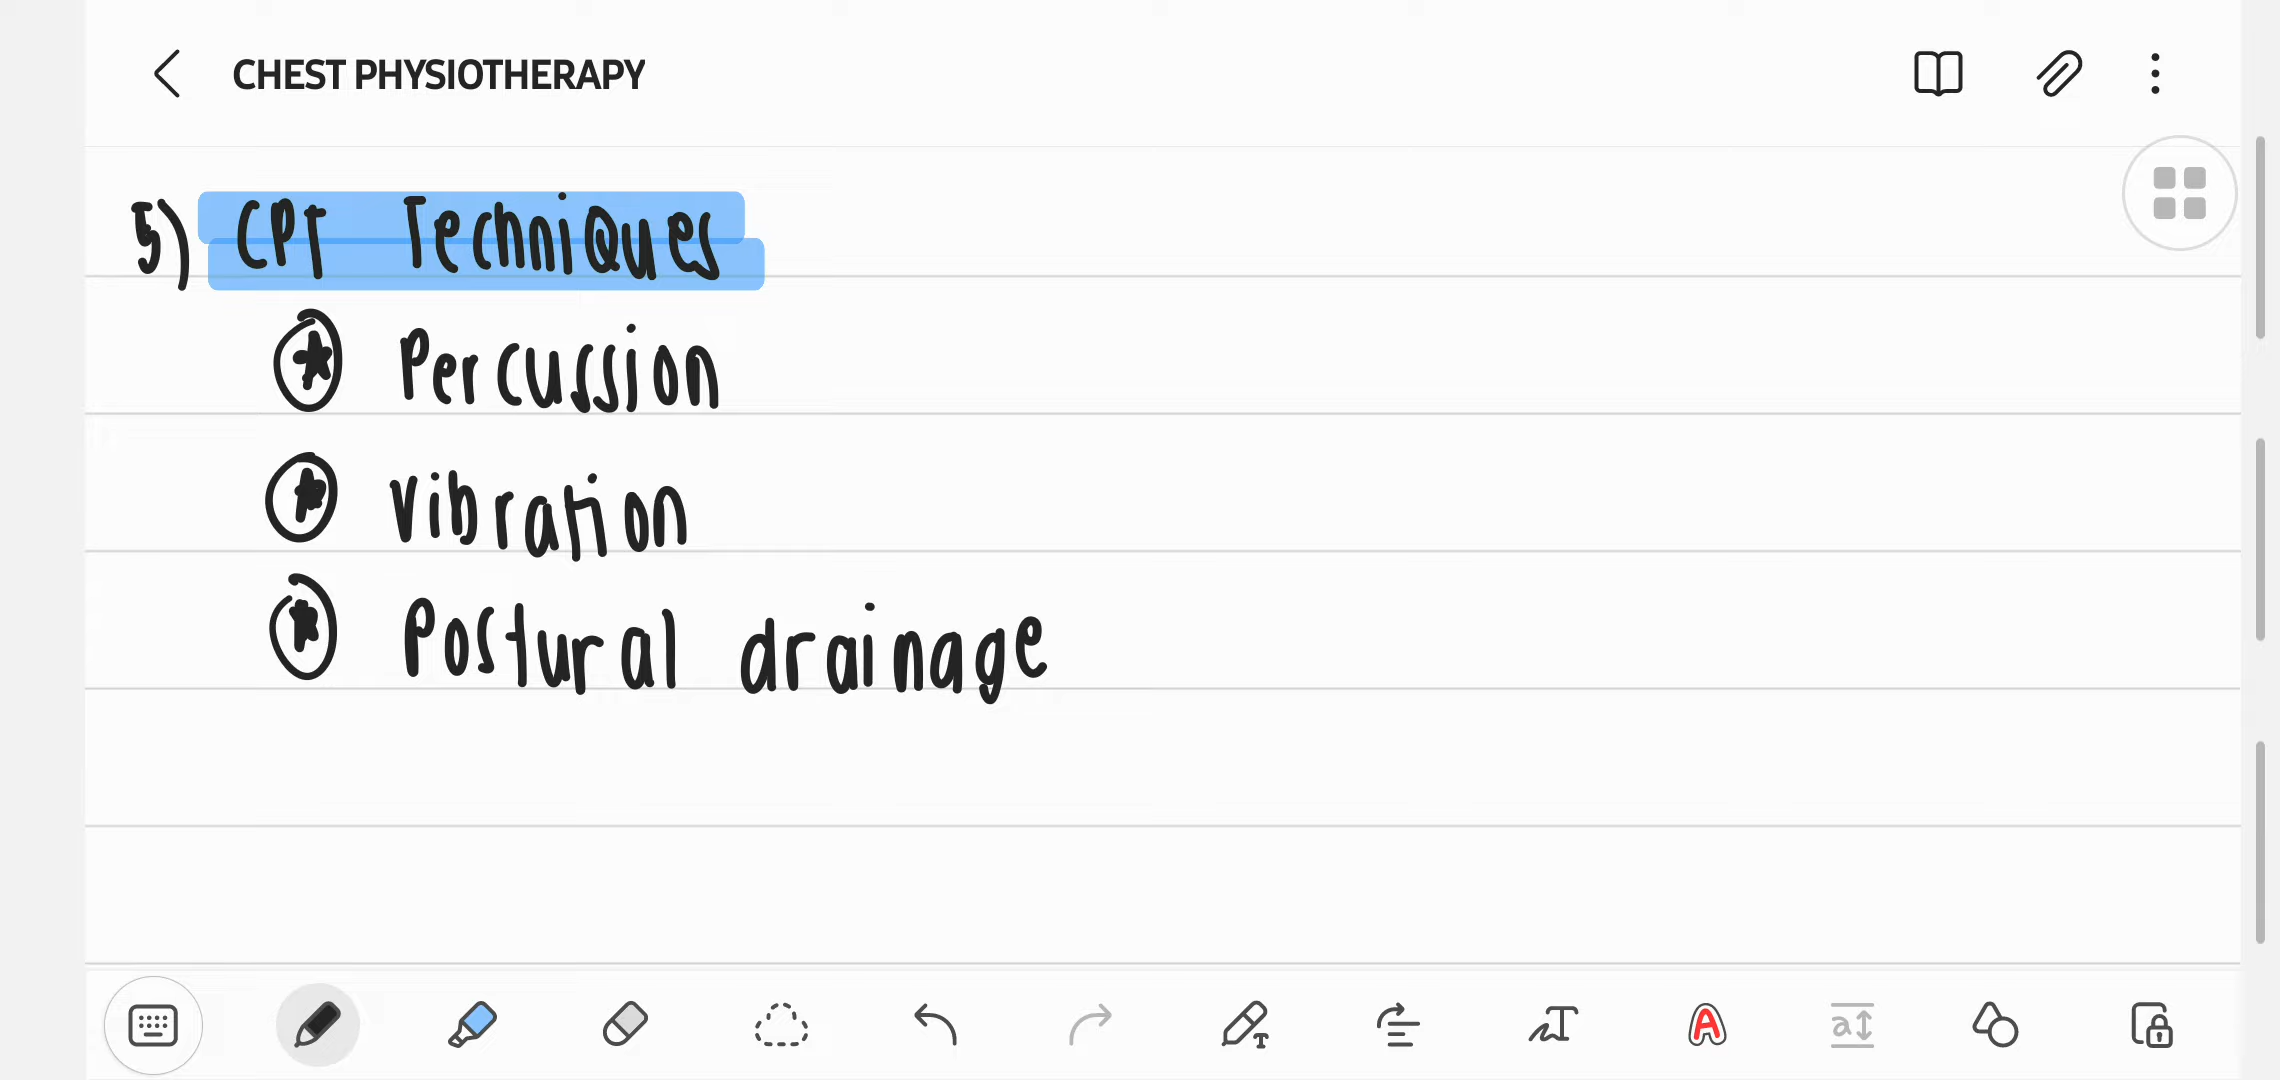 CHEST PHYSIOTHERAPY
5) CPT Techniques
Percussion
Vibration
Postural drainage